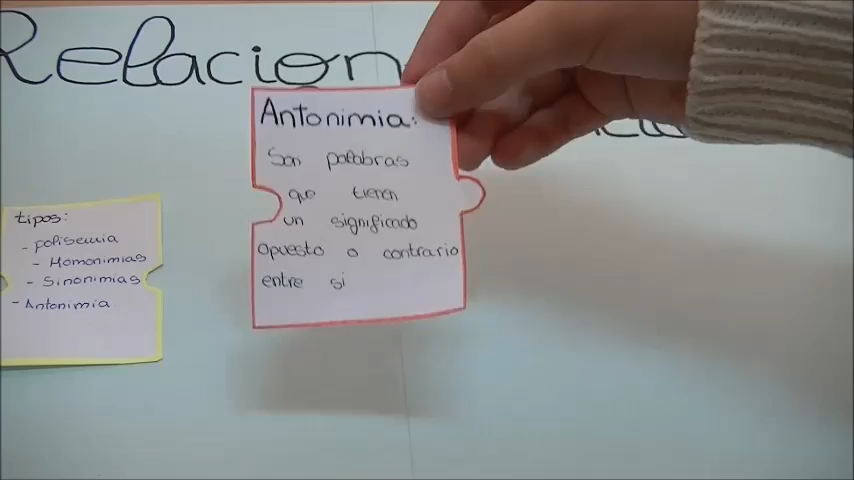 Relacion
Antonimia:
Son palabras
que tienen
un significado
opuesto o contrario
entre si
tipos:
- polisemia
- Homonimias
- Sinonimias
- Antonimia